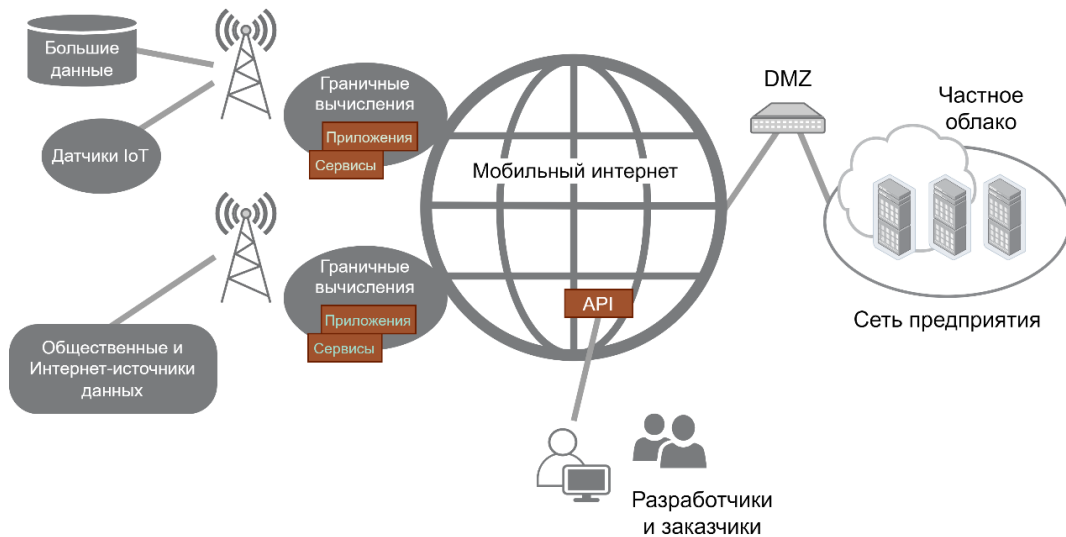 Большие
данные
Датчики IoT
Граничные
вычисления
Приложения
Сервисы
Мобильный интернет
DMZ
Частное
облако
Сеть предприятия
Граничные
вычисления
Приложения
Сервисы
API
Общественные и
Интернет-источники
данных
Разработчики
и заказчики